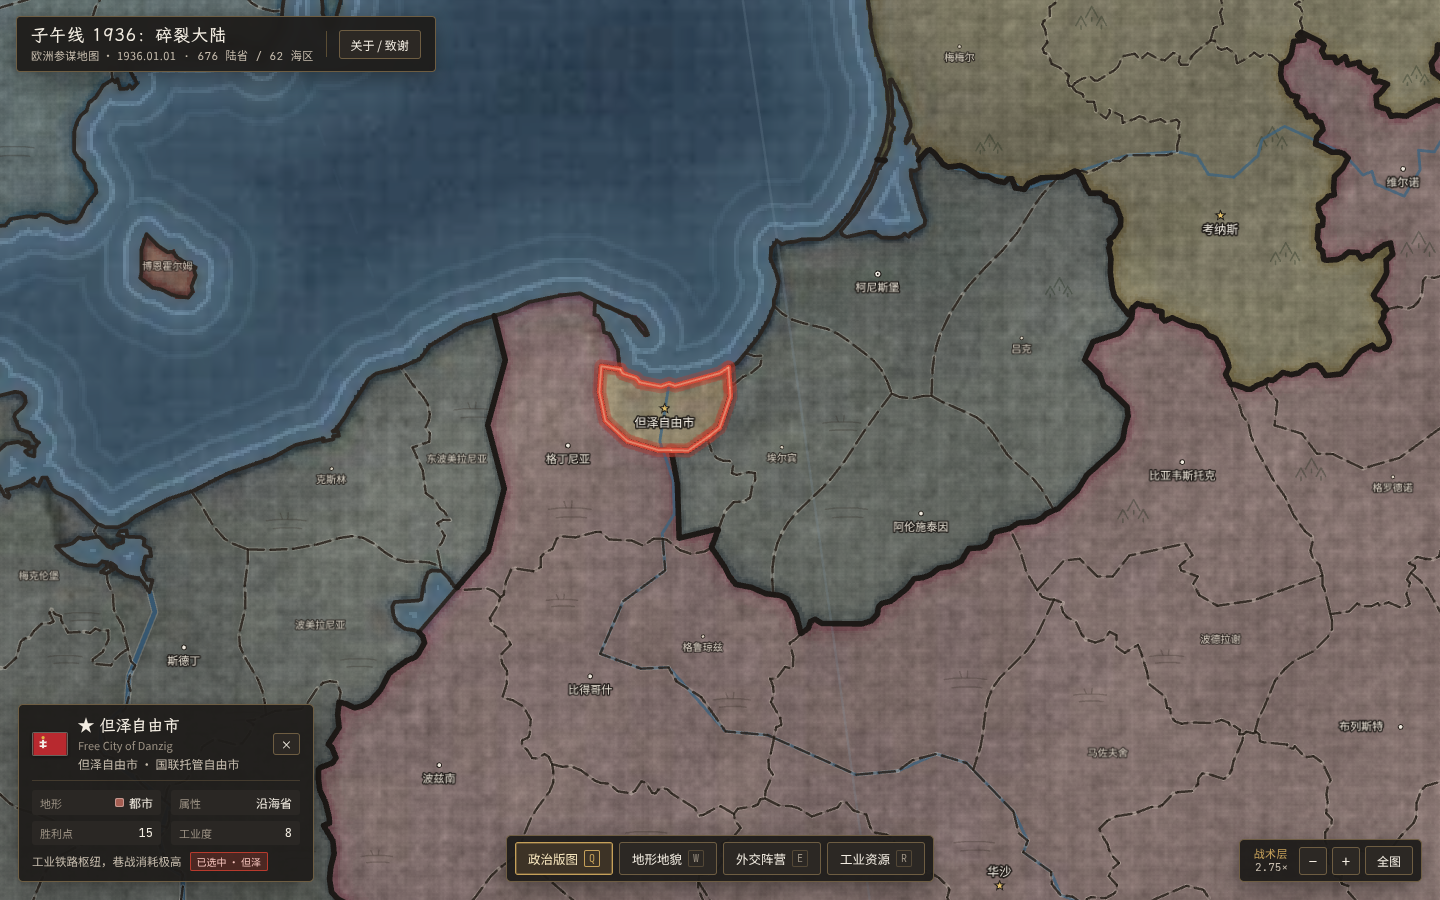 子午线 1936: 碎裂大陆
欧洲参谋地图 · 1936.01.01 · 676 陆省 / 62 海区
关于 / 致谢
梅梅尔
维尔诺
考纳斯
博恩霍尔姆
柯尼斯堡
吕克
但泽自由市
东波美拉尼亚
格丁尼亚
埃尔宾
克斯林
比亚韦斯托克
格罗德诺
阿伦施泰因
梅克伦堡
波美拉尼亚
斯德丁
格鲁琼兹
波德拉谢
比得哥什
布列斯特
马佐夫舍
波兹南
华沙
★ 但泽自由市
Free City of Danzig
但泽自由市 · 国联托管自由市
×
地形 都市
属性 沿海省
胜利点 15
工业度 8
工业铁路枢纽，巷战消耗极高 已选中 · 但泽
政治版图 Q
地形地貌 W
外交阵营 E
工业资源 R
战术层
2.75×
−
+
全图